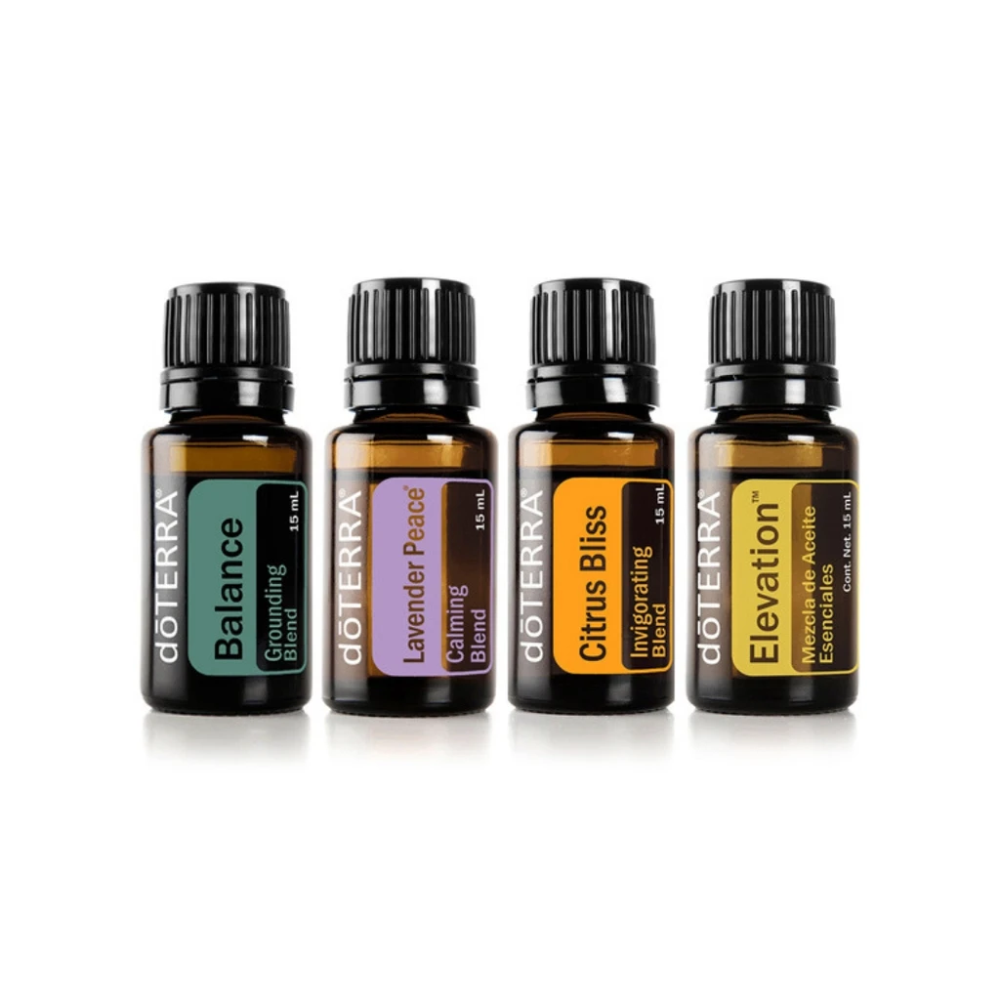 dōTERRA®
Balance
Grounding
Blend
15 mL
dōTERRA®
Lavender Peace®
Calming
Blend
15 mL
dōTERRA®
Citrus Bliss
Invigorating
Blend
15 mL
dōTERRA®
Elevation™
Mezcla de Aceite
Esenciales
Cont. Net. 15 mL